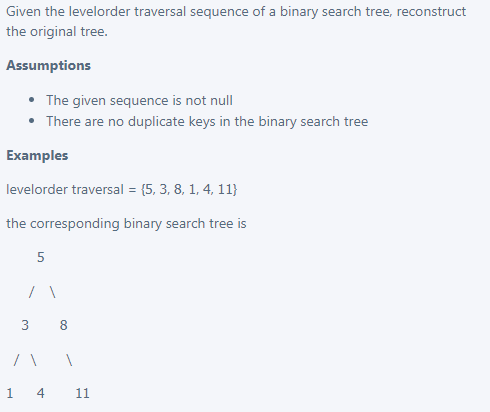 Given the levelorder traversal sequence of a binary search tree, reconstruct
the original tree.
Assumptions
• The given sequence is not null
• There are no duplicate keys in the binary search tree
Examples
levelorder traversal = {5, 3, 8, 1, 4, 11}
the corresponding binary search tree is
5
/ \
3 8
/ \ \
1 4 11